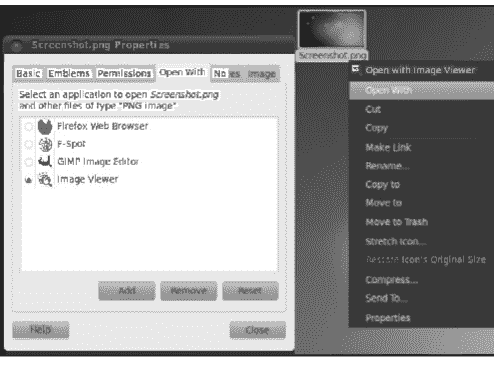 Screenshot.png Properties
Basic Emblems Permissions Open With Notes Image
Select an application to open Screenshot.png
and other files of type "PNG image"
Firefox Web Browser
F-Spot
GIMP Image Editor
Image Viewer
Add Remove Reset
Help Close
Screenshot.png
Open with Image Viewer
Open With
Cut
Copy
Make Link
Rename...
Copy to
Move to
Move to Trash
Stretch Icon...
Restore Icon's Original Size
Compress...
Send To...
Properties